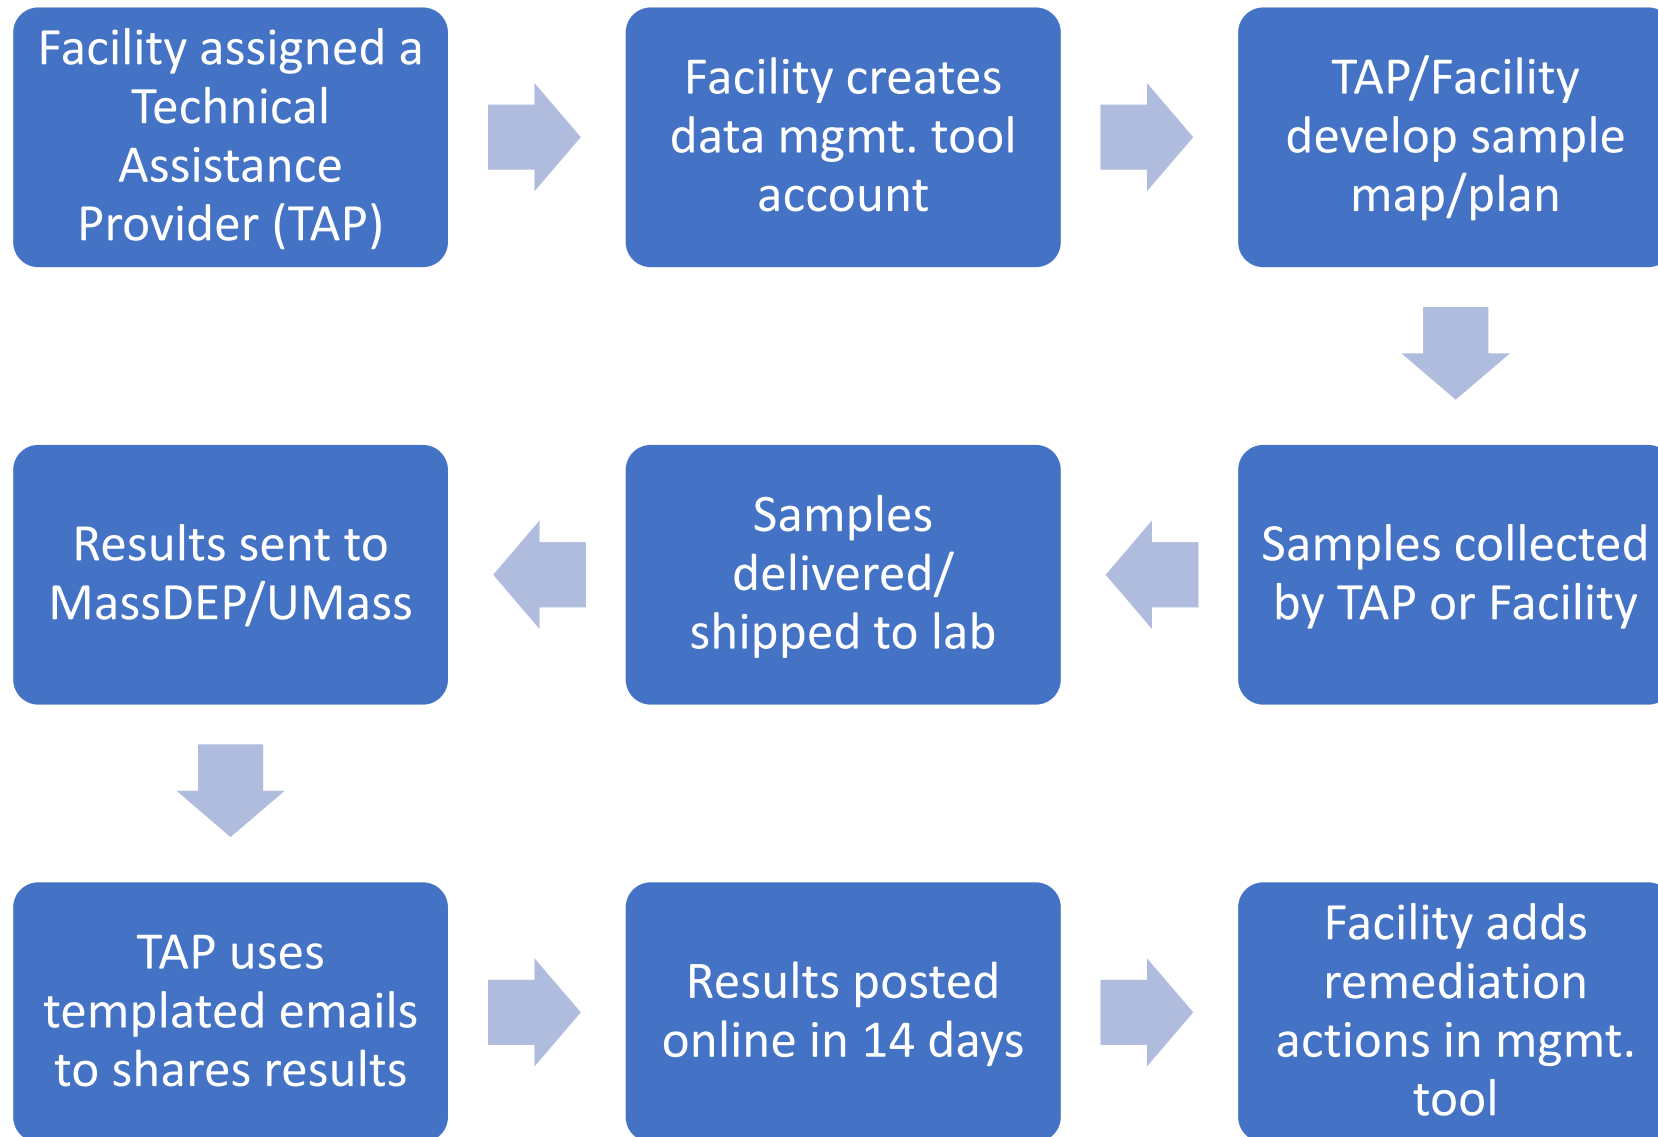 Facility assigned a
Technical
Assistance
Provider (TAP)
Facility creates
data mgmt. tool
account
TAP/Facility
develop sample
map/plan
Samples collected
by TAP or Facility
Samples
delivered/
shipped to lab
Results sent to
MassDEP/UMass
TAP uses
templated emails
to shares results
Results posted
online in 14 days
Facility adds
remediation
actions in mgmt.
tool